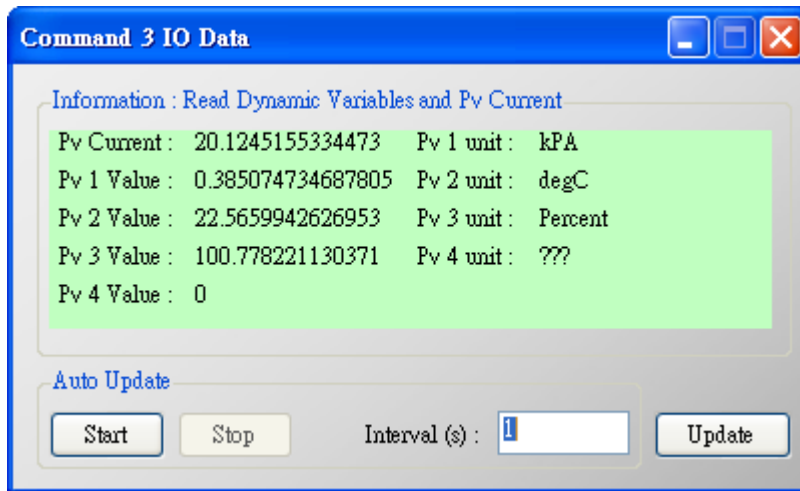 Command 3 IO Data
Information : Read Dynamic Variables and Pv Current
Pv Current : 20.1245155334473 Pv 1 unit : kPA
Pv 1 Value : 0.385074734687805 Pv 2 unit : degC
Pv 2 Value : 22.5659942626953 Pv 3 unit : Percent
Pv 3 Value : 100.778221130371 Pv 4 unit : ???
Pv 4 Value : 0
Auto Update
Start Stop Interval (s) : 1 Update